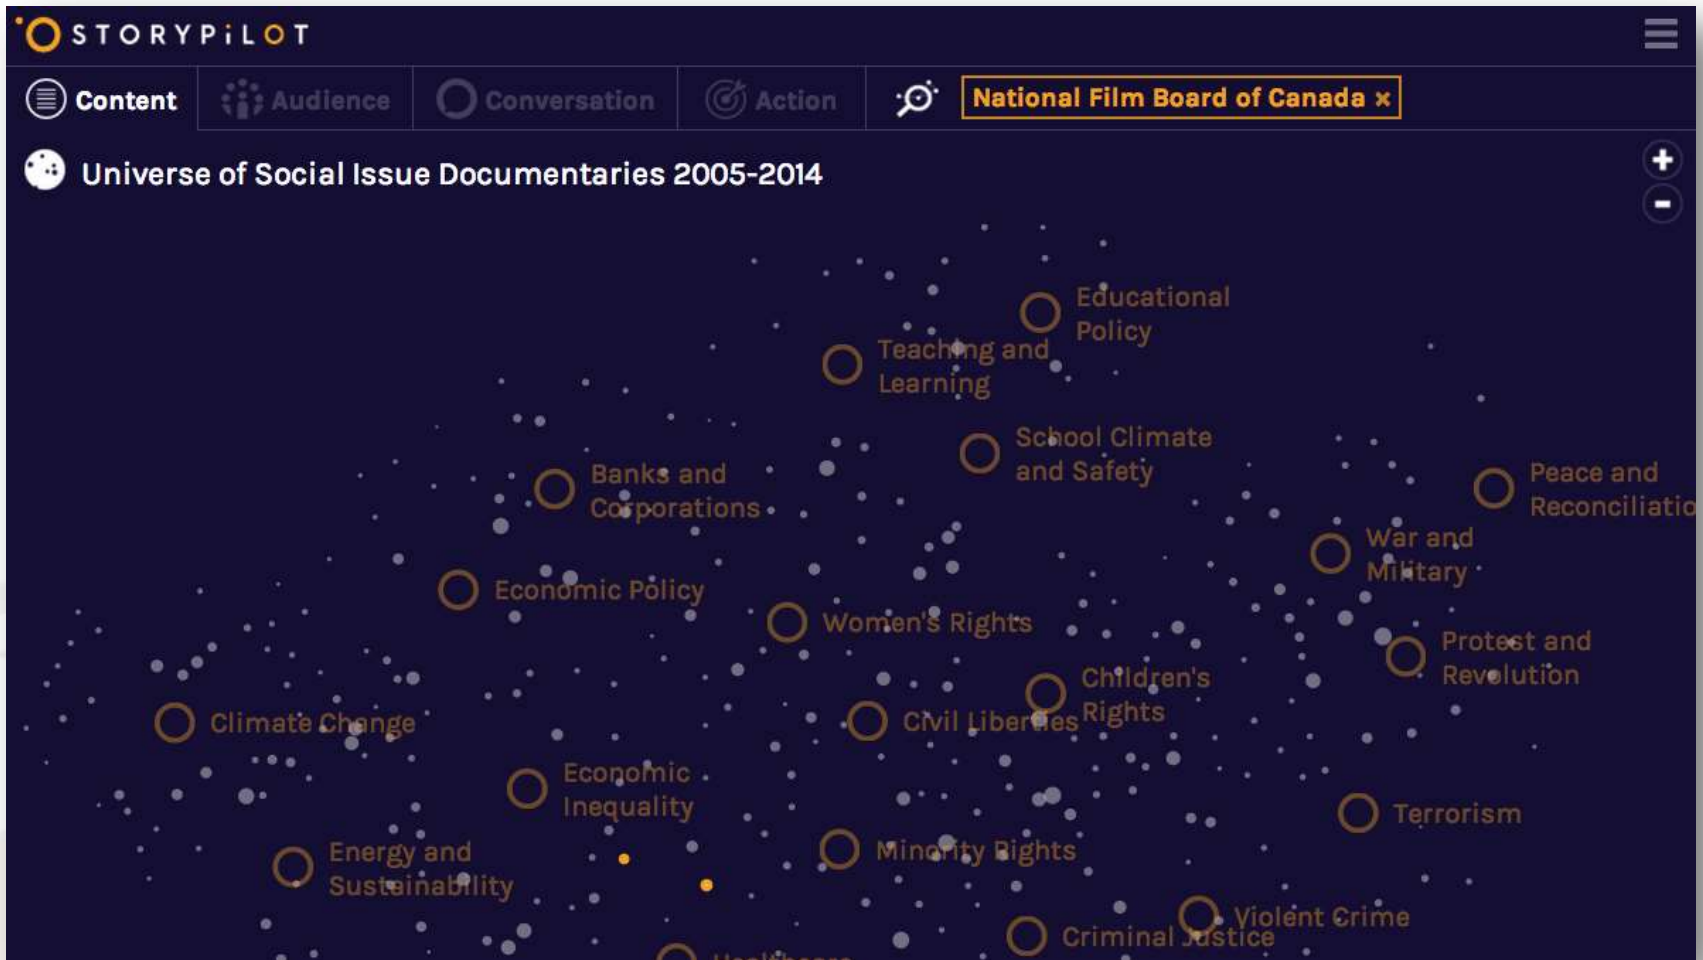 STORYPiLOT
Content
Audience
Conversation
Action
National Film Board of Canada ×
Universe of Social Issue Documentaries 2005-2014
+
-
Educational
Policy
Teaching and
Learning
School Climate
and Safety
Banks and
Corporations
Peace and
Reconciliatio
War and
Military
Economic Policy
Women's Rights
Protest and
Revolution
Children's
Rights
Climate Change
Civil Liberties
Economic
Inequality
Terrorism
Energy and
Sustainability
Minority Rights
Violent Crime
Criminal Justice
Healthcare